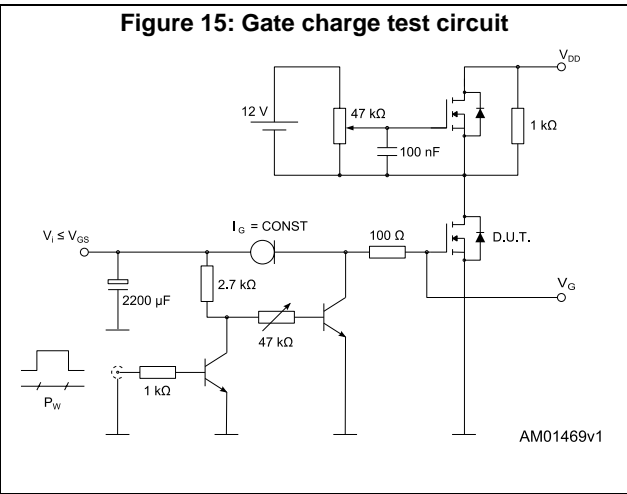 Figure 15: Gate charge test circuit
VDD
12 V
47 kΩ
1 kΩ
100 nF
Vi ≤ VGS
IG = CONST
100 Ω
D.U.T.
2.7 kΩ
VG
2200 μF
47 kΩ
1 kΩ
PW
AM01469v1